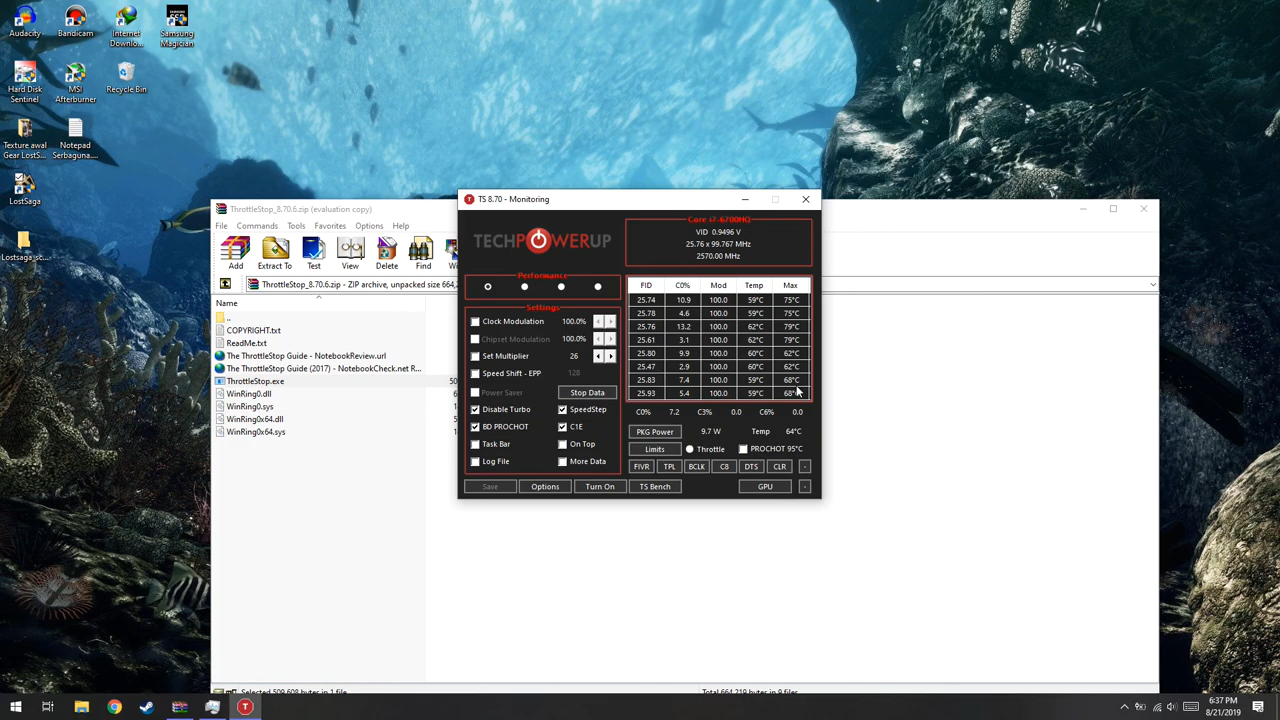 Audacity
Bandicam
Internet
Downlo...
Samsung
Magician
Hard Disk
Sentinel
MSI
Afterburner
Recycle Bin
Texture awal
Gear LostS...
Notepad
Serbaguna....
LostSaga
Lostsaga_sc...
ThrottleStop_8.70.6.zip (evaluation copy)
File Commands Tools Favorites Options Help
Add Extract To Test View Delete Find
ThrottleStop_8.70.6.zip - ZIP archive, unpacked size 664,
Name
..
COPYRIGHT.txt
ReadMe.txt
The ThrottleStop Guide - NotebookReview.url
The ThrottleStop Guide (2017) - NotebookCheck.net R...
ThrottleStop.exe 50
WinRing0.dll
WinRing0.sys
WinRing0x64.dll
WinRing0x64.sys
Selected 509,608 bytes in 1 file
Total 664,219 bytes in 9 files
TS 8.70 - Monitoring
TECHPOWERUP
Core i7-6700HQ
VID 0.9496 V
25.76 x 99.767 MHz
2570.00 MHz
Performance
Settings
Clock Modulation 100.0%
Chipset Modulation 100.0%
Set Multiplier 26
Speed Shift - EPP 128
Power Saver Stop Data
Disable Turbo SpeedStep
BD PROCHOT C1E
Task Bar On Top
Log File More Data
FID C0% Mod Temp Max
25.74 10.9 100.0 59°C 75°C
25.78 4.6 100.0 59°C 75°C
25.76 13.2 100.0 62°C 79°C
25.61 3.1 100.0 62°C 79°C
25.80 9.9 100.0 60°C 62°C
25.47 2.9 100.0 60°C 62°C
25.83 7.4 100.0 59°C 68°C
25.93 5.4 100.0 59°C 68°C
C0% 7.2 C3% 0.0 C6% 0.0
PKG Power 9.7 W Temp 64°C
Limits Throttle PROCHOT 95°C
FIVR TPL BCLK C8 DTS CLR -
Save Options Turn On TS Bench GPU -
6:37 PM
8/21/2019